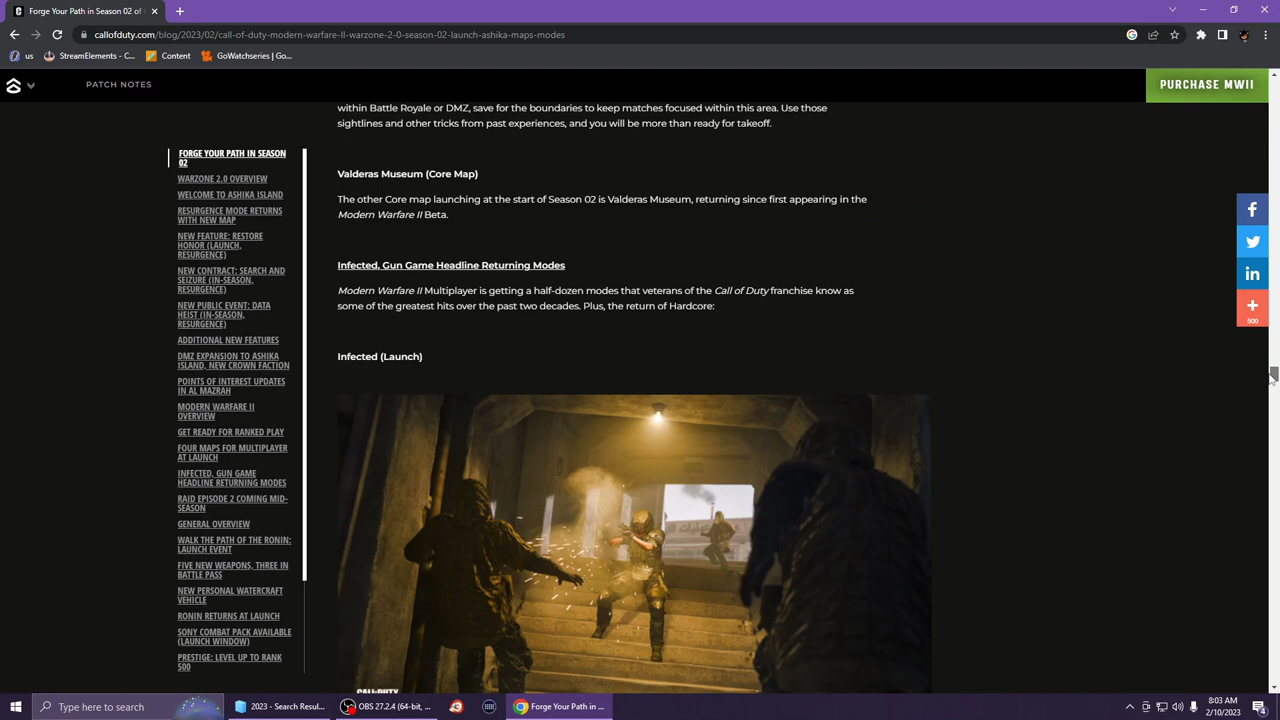 Forge Your Path in S
callofduty.com/blog/2023/02/call-of-duty-modern-warfare-II-warzone-2-0-season-02-launch-ashika-maps-modes
us
StreamElements - C...
Content
GoWatchseries | Go...
PATCH NOTES
PURCHASE MWII
within Battle Royale or DMZ, save for the boundaries to keep matches focused within this area. Use those
sightlines and other tricks from past experiences, and you will be more than ready for takeoff.
FORGE YOUR PATH IN SEASON
02
WARZONE 2.0 OVERVIEW
WELCOME TO ASHIKA ISLAND
RESURGENCE MODE RETURNS
WITH NEW MAP
NEW FEATURE: RESTORE
HONOR (LAUNCH,
RESURGENCE)
NEW CONTRACT: SEARCH AND
SEIZURE (IN-SEASON,
RESURGENCE)
NEW PUBLIC EVENT: DATA
HEIST (IN-SEASON,
RESURGENCE)
ADDITIONAL NEW FEATURES
DMZ EXPANSION TO ASHIKA
ISLAND, NEW CROWN FACTION
POINTS OF INTEREST UPDATES
IN AL MAZRAH
MODERN WARFARE II
OVERVIEW
GET READY FOR RANKED PLAY
FOUR MAPS FOR MULTIPLAYER
AT LAUNCH
INFECTED, GUN GAME
HEADLINE RETURNING MODES
RAID EPISODE 2 COMING MID-
SEASON
GENERAL OVERVIEW
WALK THE PATH OF THE RONIN:
LAUNCH EVENT
FIVE NEW WEAPONS, THREE IN
BATTLE PASS
NEW PERSONAL WATERCRAFT
VEHICLE
RONIN RETURNS AT LAUNCH
SONY COMBAT PACK AVAILABLE
(LAUNCH WINDOW)
PRESTIGE: LEVEL UP TO RANK
500
Valderas Museum (Core Map)
The other Core map launching at the start of Season 02 is Valderas Museum, returning since first appearing in the
Modern Warfare II Beta.
Infected, Gun Game Headline Returning Modes
Modern Warfare II Multiplayer is getting a half-dozen modes that veterans of the Call of Duty franchise know as
some of the greatest hits over the past two decades. Plus, the return of Hardcore:
Infected (Launch)
CALL OF DUTY
500
Type here to search
2023 - Search Resul...
OBS 27.2.4 (64-bit, ...
Forge Your Path in ...
8:03 AM
2/10/2023
4